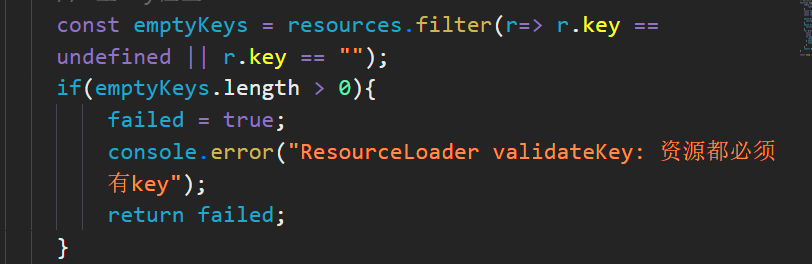 const emptyKeys = resources.filter(r=> r.key ==
undefined || r.key == "");
if(emptyKeys.length > 0){
failed = true;
console.error("ResourceLoader validateKey: 资源都必须
有key");
return failed;
}